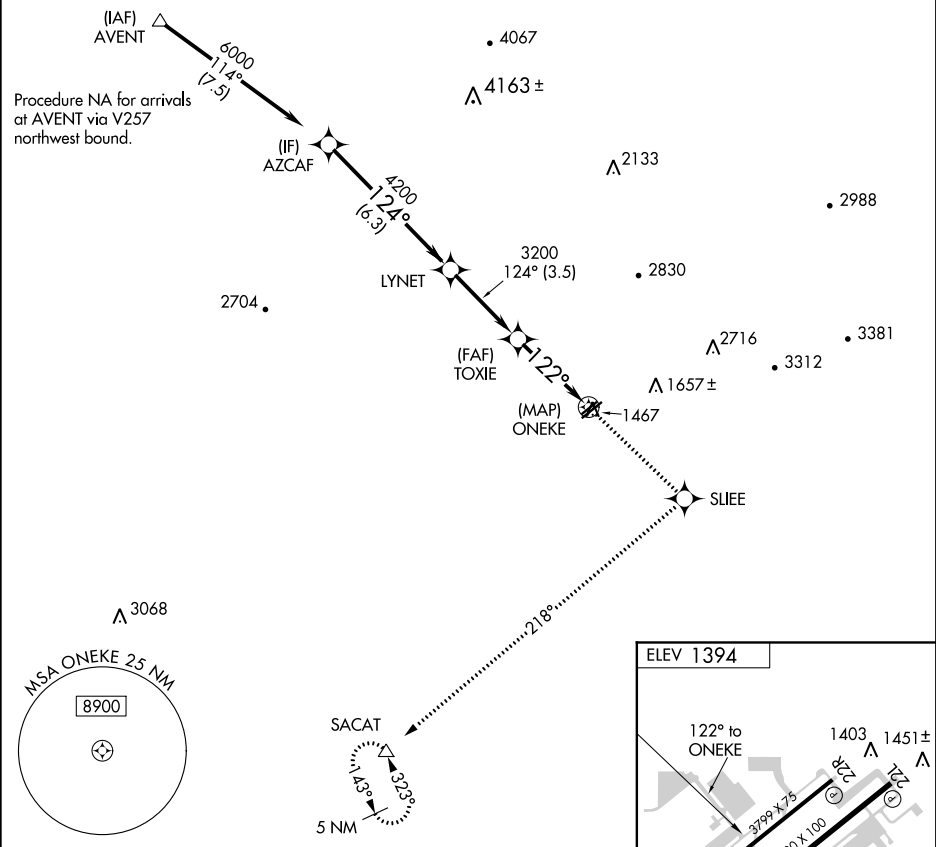 (IAF)
AVENT
6000
114°
(7.5)
4067
4163 ±
Procedure NA for arrivals
at AVENT via V257
northwest bound.
(IF)
AZCAF
2133
4200
124°
(6.3)
2988
3200
124° (3.5)
LYNET
2830
2704
(FAF)
TOXIE
122°
2716
3381
3312
1657 ±
(MAP)
ONEKE
1467
SLIEE
218°
3068
MSA ONEKE 25 NM
8900
SACAT
143°
323°
5 NM
ELEV 1394
122° to
ONEKE
1403
1451 ±
22R
22L
P
P
3799 X 75
X 100